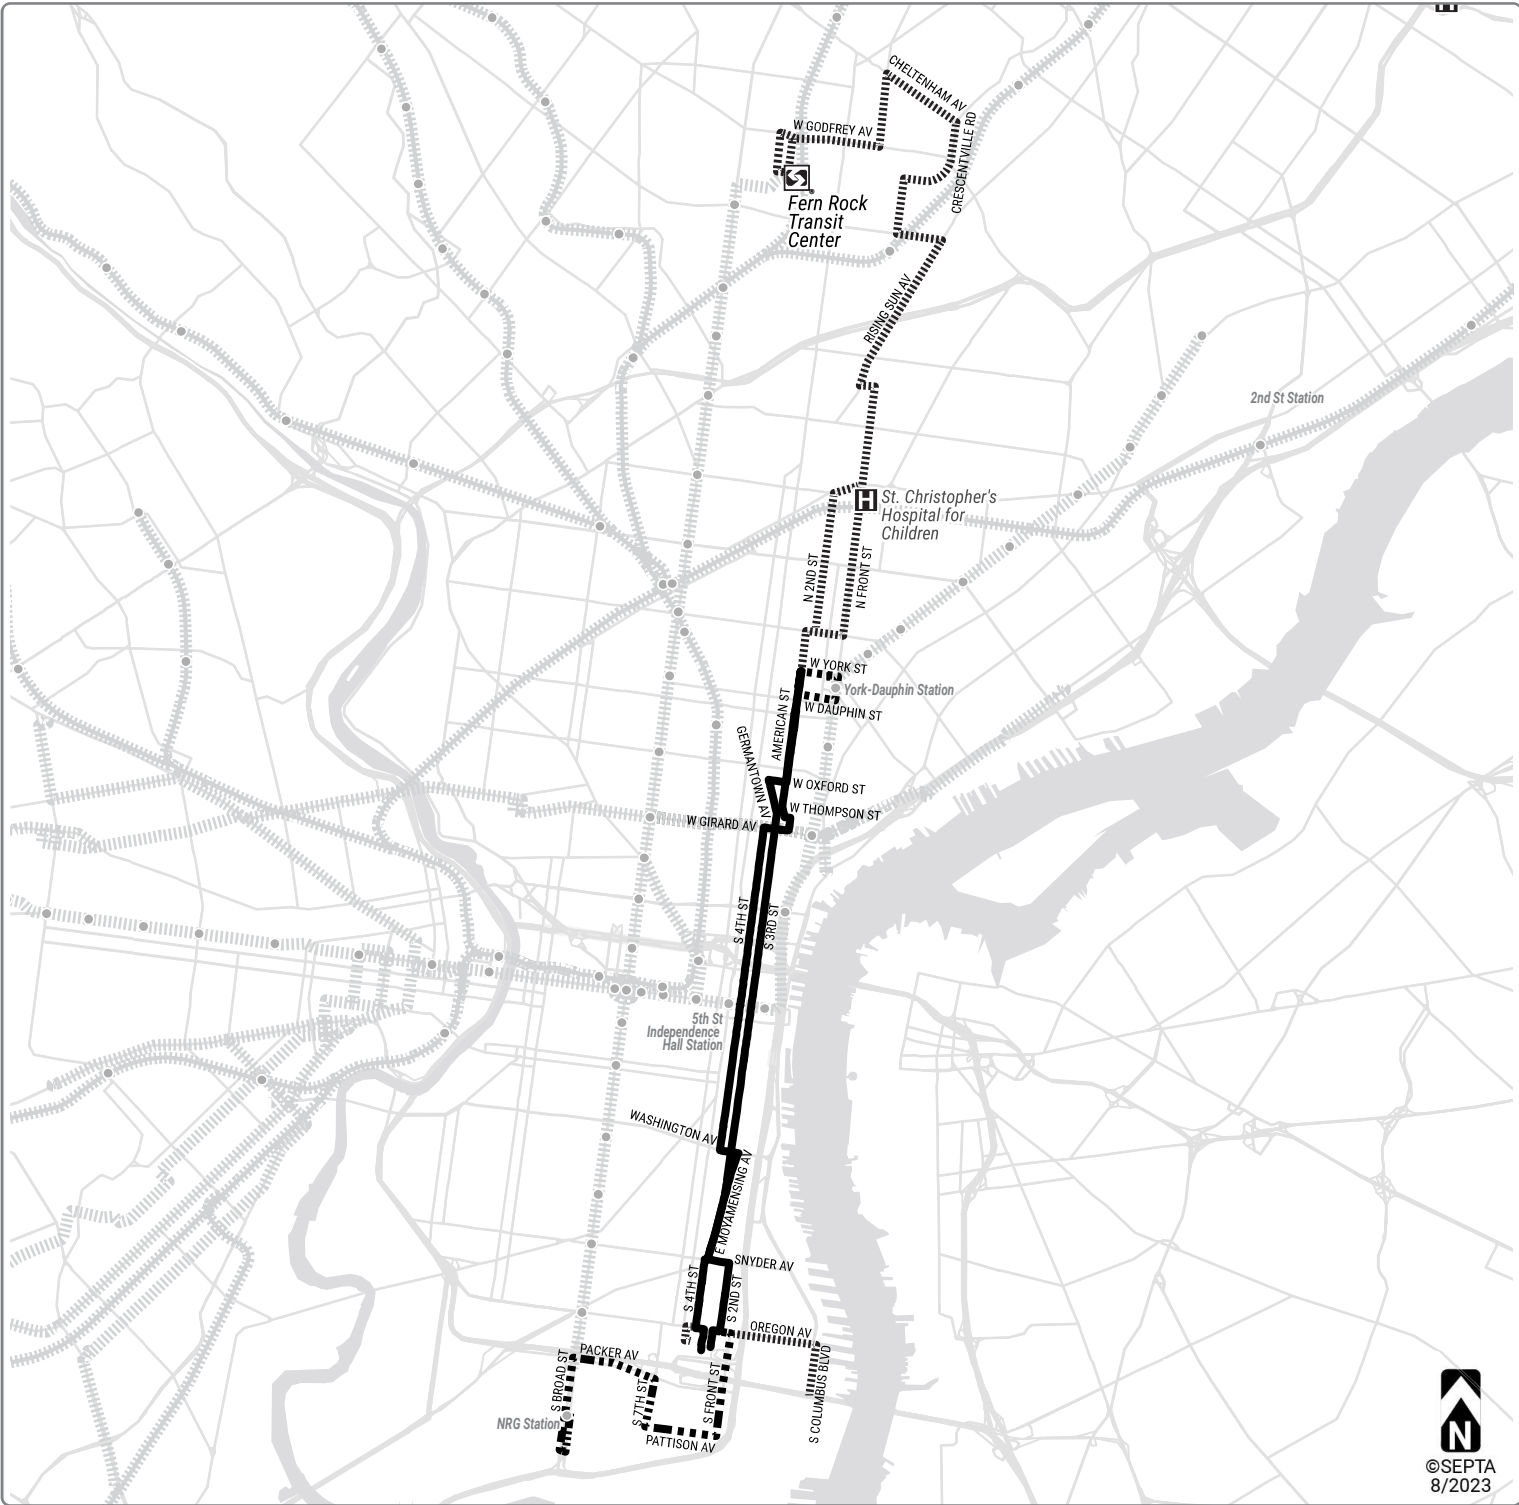 CHELTENHAM AV
W GODFREY AV
CRESCENTVILLE RD
Fern Rock
Transit
Center
RISING SUN AV
2nd St Station
H
St. Christopher's
Hospital for
Children
N 2ND ST
N FRONT ST
W YORK ST
York-Dauphin Station
AMERICAN ST
W DAUPHIN ST
GERMANTOWN AV
W OXFORD ST
W THOMPSON ST
W GIRARD AV
S 4TH ST
S 3RD ST
5th St
Independence
Hall Station
WASHINGTON AV
E MOYAMENSING AV
SNYDER AV
S 4TH ST
S 2ND ST
OREGON AV
PACKER AV
S BROAD ST
S 7TH ST
S FRONT ST
S COLUMBUS BLVD
NRG Station
PATTISON AV
N
©SEPTA
8/2023